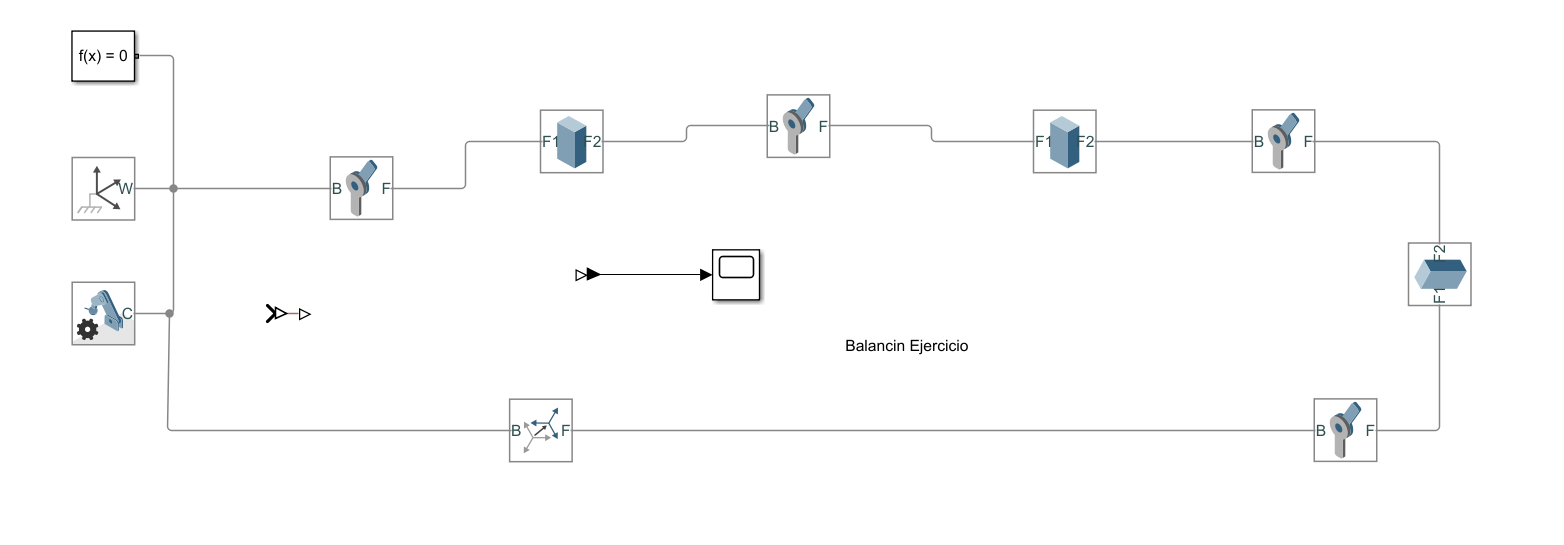 f(x) = 0
B F
F1 F2
B F
F1 F2
B F
W
C
F2
F1
Balancin Ejercicio
B F
B F